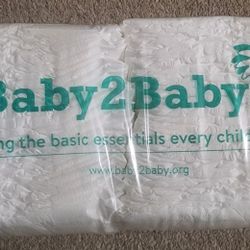 Baby2Baby
ng the basic essentials every chil
www.baby2baby.org